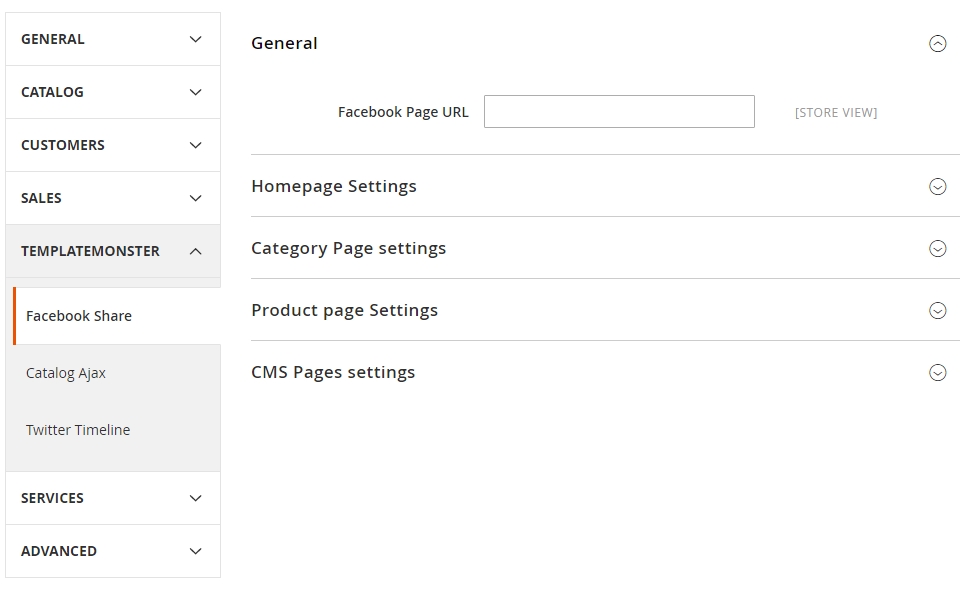 GENERAL
CATALOG
CUSTOMERS
SALES
TEMPLATEMONSTER
Facebook Share
Catalog Ajax
Twitter Timeline
SERVICES
ADVANCED
General
Facebook Page URL [STORE VIEW]
Homepage Settings
Category Page settings
Product page Settings
CMS Pages settings